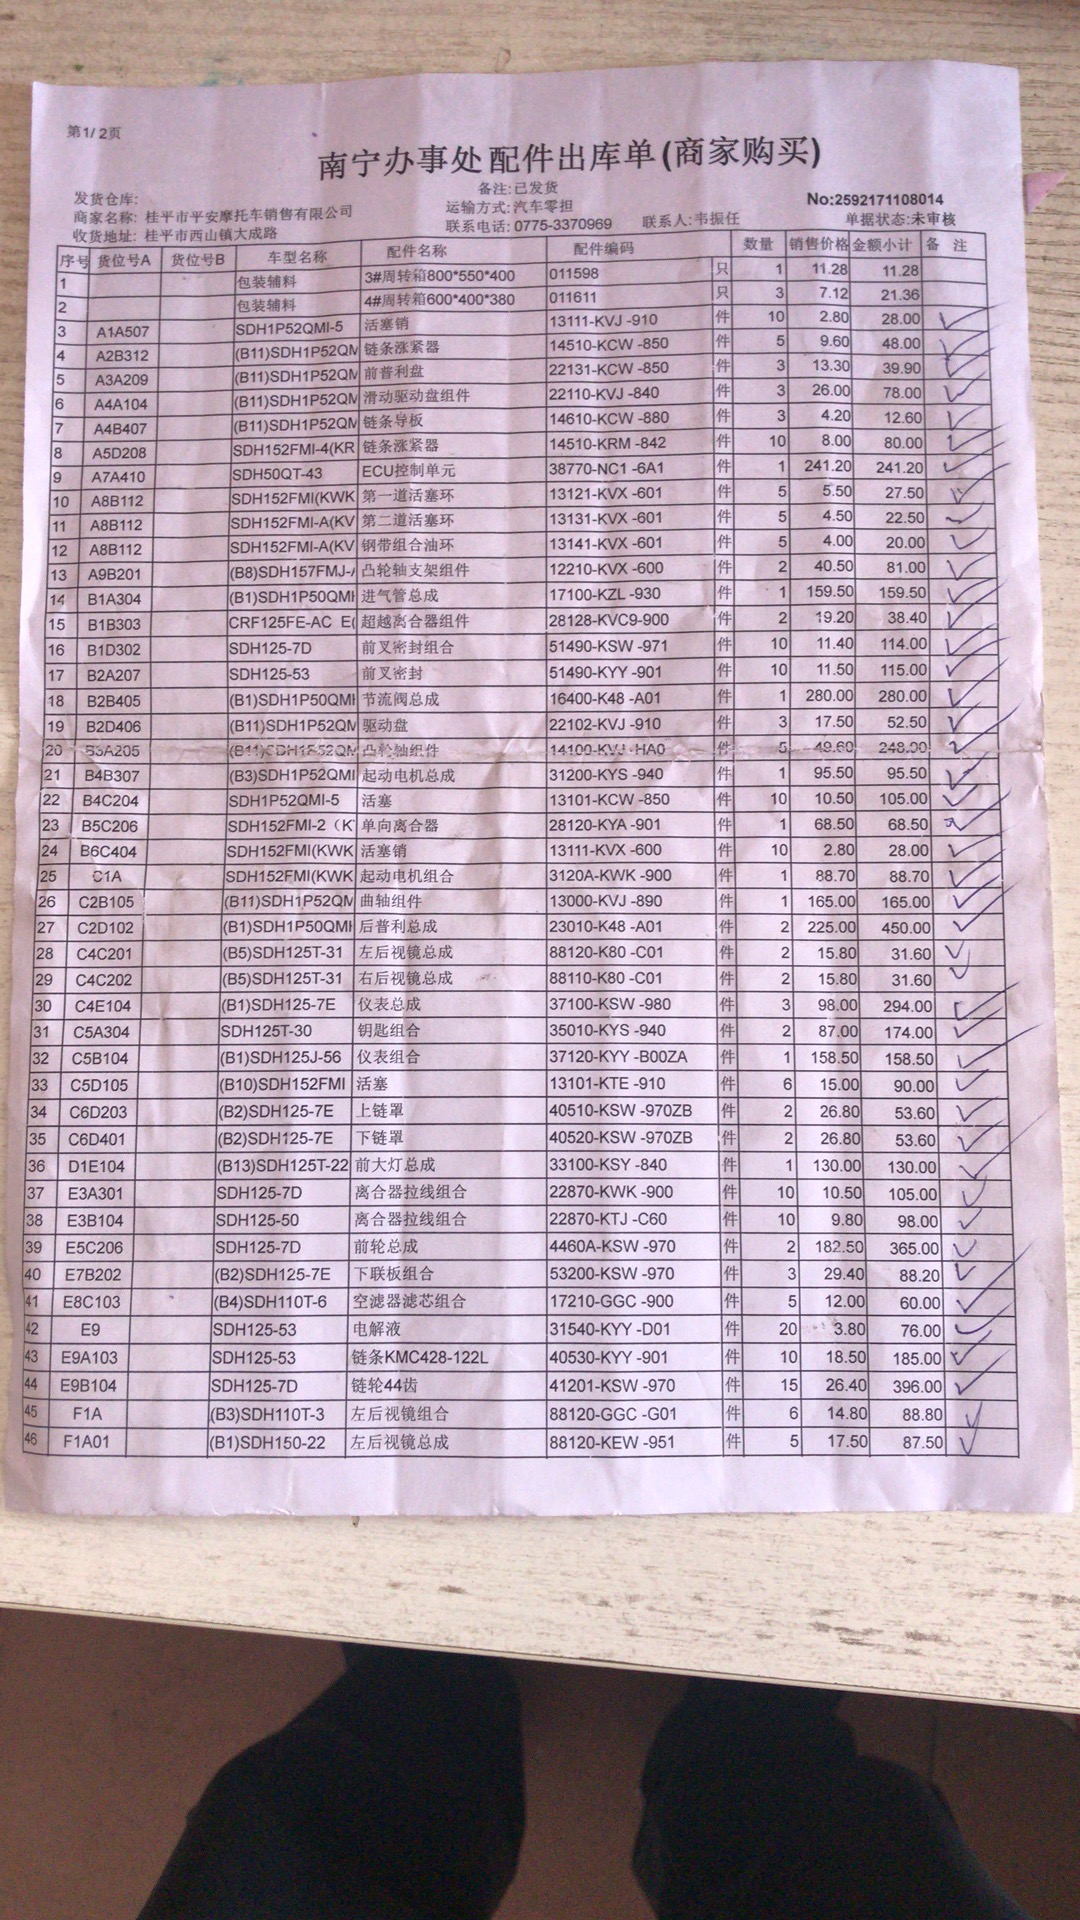 第1/2页
南宁办事处配件出库单(商家购买)
备注:已发货
发货仓库:
运输方式:汽车零担
No:2592171108014
商家名称: 桂平市平安摩托车销售有限公司
联系电话: 0775-3370969 联系人:韦振任 单据状态:未审核
收货地址: 桂平市西山镇大成路
序号 货位号A 货位号B 车型名称 配件名称 配件编码 数量 销售价格 金额小计 备 注
1 包装辅料 3#周转箱800*550*400 011598 只 1 11.28 11.28
2 包装辅料 4#周转箱600*400*380 011611 只 3 7.12 21.36
3 A1A507 SDH1P52QMI-5 活塞销 13111-KVJ -910 件 10 2.80 28.00
4 A2B312 (B11)SDH1P52QM 链条涨紧器 14510-KCW -850 件 5 9.60 48.00
5 A3A209 (B11)SDH1P52QM 前普利盘 22131-KCW -850 件 3 13.30 39.90
6 A4A104 (B11)SDH1P52QM 滑动驱动盘组件 22110-KVJ -840 件 3 26.00 78.00
7 A4B407 (B11)SDH1P52QM 链条导板 14610-KCW -880 件 3 4.20 12.60
8 A5D208 SDH152FMI-4(KR 链条涨紧器 14510-KRM -842 件 10 8.00 80.00
9 A7A410 SDH50QT-43 ECU控制单元 38770-NC1 -6A1 件 1 241.20 241.20
10 A8B112 SDH152FMI(KWK 第一道活塞环 13121-KVX -601 件 5 5.50 27.50
11 A8B112 SDH152FMI-A(KV 第二道活塞环 13131-KVX -601 件 5 4.50 22.50
12 A8B112 SDH152FMI-A(KV 钢带组合油环 13141-KVX -601 件 5 4.00 20.00
13 A9B201 (B8)SDH157FMJ-/ 凸轮轴支架组件 12210-KVX -600 件 2 40.50 81.00
14 B1A304 (B1)SDH1P50QMI 进气管总成 17100-KZL -930 件 1 159.50 159.50
15 B1B303 CRF125FE-AC E( 超越离合器组件 28128-KVC9-900 件 2 19.20 38.40
16 B1D302 SDH125-7D 前叉密封组合 51490-KSW -971 件 10 11.40 114.00
17 B2A207 SDH125-53 前叉密封 51490-KYY -901 件 10 11.50 115.00
18 B2B405 (B1)SDH1P50QMI 节流阀总成 16400-K48 -A01 件 1 280.00 280.00
19 B2D406 (B11)SDH1P52QM 驱动盘 22102-KVJ -910 件 3 17.50 52.50
20 B3A205 (B11)SDH1P52QM 凸轮轴组件 14100-KVJ -HA0 件 5 49.60 248.00
21 B4B307 (B3)SDH1P52QMI 起动电机总成 31200-KYS -940 件 1 95.50 95.50
22 B4C204 SDH1P52QMI-5 活塞 13101-KCW -850 件 10 10.50 105.00
23 B5C206 SDH152FMI-2（K 单向离合器 28120-KYA -901 件 1 68.50 68.50
24 B6C404 SDH152FMI(KWK 活塞销 13111-KVX -600 件 10 2.80 28.00
25 C1A SDH152FMI(KWK 起动电机组合 3120A-KWK -900 件 1 88.70 88.70
26 C2B105 (B11)SDH1P52QM 曲轴组件 13000-KVJ -890 件 1 165.00 165.00
27 C2D102 (B1)SDH1P50QMI 后普利总成 23010-K48 -A01 件 2 225.00 450.00
28 C4C201 (B5)SDH125T-31 左后视镜总成 88120-K80 -C01 件 2 15.80 31.60
29 C4C202 (B5)SDH125T-31 右后视镜总成 88110-K80 -C01 件 2 15.80 31.60
30 C4E104 (B1)SDH125-7E 仪表总成 37100-KSW -980 件 3 98.00 294.00
31 C5A304 SDH125T-30 钥匙组合 35010-KYS -940 件 2 87.00 174.00
32 C5B104 (B1)SDH125J-56 仪表组合 37120-KYY -B00ZA 件 1 158.50 158.50
33 C5D105 (B10)SDH152FMI 活塞 13101-KTE -910 件 6 15.00 90.00
34 C6D203 (B2)SDH125-7E 上链罩 40510-KSW -970ZB 件 2 26.80 53.60
35 C6D401 (B2)SDH125-7E 下链罩 40520-KSW -970ZB 件 2 26.80 53.60
36 D1E104 (B13)SDH125T-22 前大灯总成 33100-KSY -840 件 1 130.00 130.00
37 E3A301 SDH125-7D 离合器拉线组合 22870-KWK -900 件 10 10.50 105.00
38 E3B104 SDH125-50 离合器拉线组合 22870-KTJ -C60 件 10 9.80 98.00
39 E5C206 SDH125-7D 前轮总成 4460A-KSW -970 件 2 182.50 365.00
40 E7B202 (B2)SDH125-7E 下联板组合 53200-KSW -970 件 3 29.40 88.20
41 E8C103 (B4)SDH110T-6 空滤器滤芯组合 17210-GGC -900 件 5 12.00 60.00
42 E9 SDH125-53 电解液 31540-KYY -D01 件 20 3.80 76.00
43 E9A103 SDH125-53 链条KMC428-122L 40530-KYY -901 件 10 18.50 185.00
44 E9B104 SDH125-7D 链轮44齿 41201-KSW -970 件 15 26.40 396.00
45 F1A (B3)SDH110T-3 左后视镜组合 88120-GGC -G01 件 6 14.80 88.80
46 F1A01 (B1)SDH150-22 左后视镜总成 88120-KEW -951 件 5 17.50 87.50